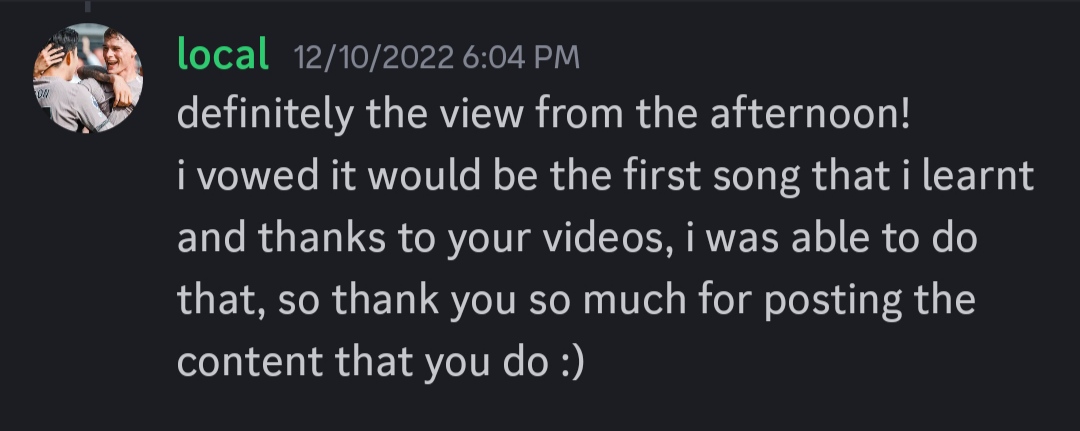 local 12/10/2022 6:04 PM
definitely the view from the afternoon!
i vowed it would be the first song that i learnt
and thanks to your videos, i was able to do
that, so thank you so much for posting the
content that you do :)